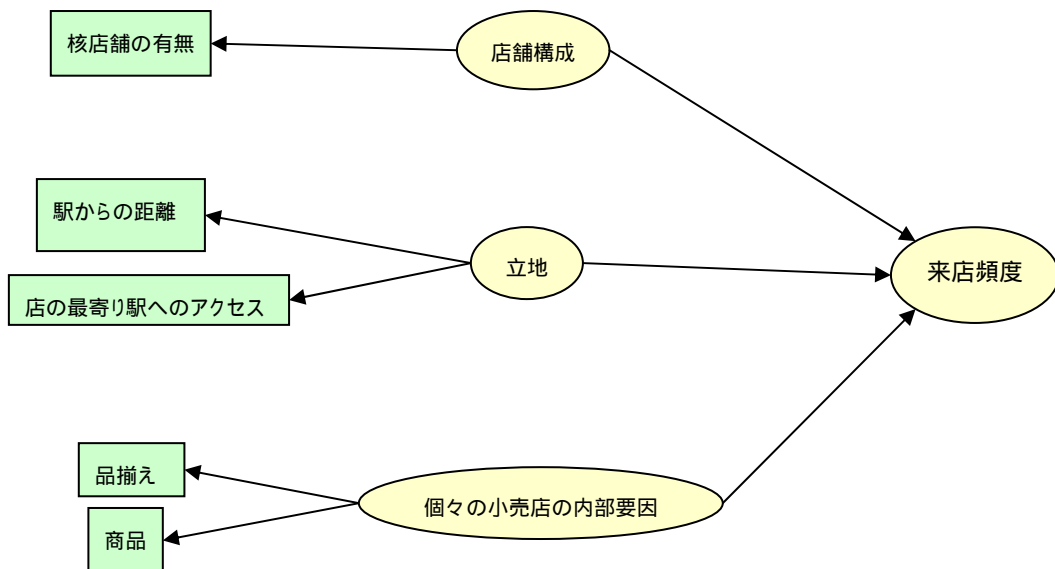 核店舗の有無
店舗構成
駅からの距離
立地
店の最寄り駅へのアクセス
来店頻度
品揃え
個々の小売店の内部要因
商品